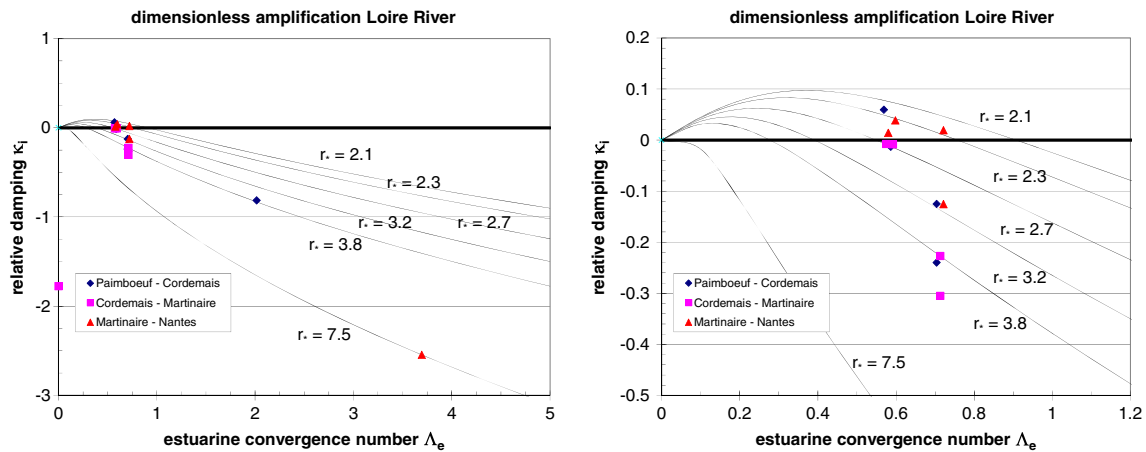 dimensionless amplification Loire River
relative damping κi
1
0
-1
-2
-3
r* = 2.1
r* = 2.3
r* = 3.2
r* = 2.7
r* = 3.8
r* = 7.5
Paimboeuf - Cordemais
Cordemais - Martinaire
Martinaire - Nantes
0
1
2
3
4
5
estuarine convergence number Λe
dimensionless amplification Loire River
relative damping κi
0.2
0.1
0
-0.1
-0.2
-0.3
-0.4
-0.5
r* = 2.1
r* = 2.3
r* = 2.7
r* = 3.2
r* = 3.8
r* = 7.5
Paimboeuf - Cordemais
Cordemais - Martinaire
Martinaire - Nantes
0
0.2
0.4
0.6
0.8
1
1.2
estuarine convergence number Λe